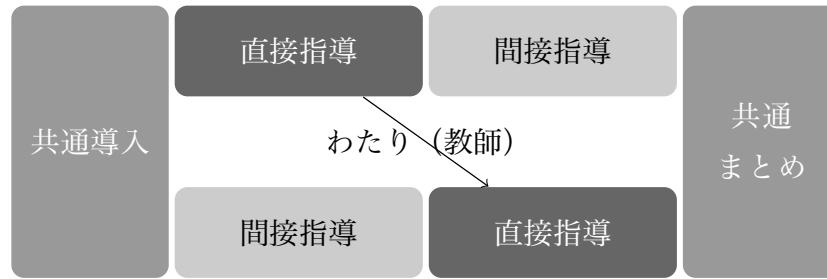 共通導入
直接指導
間接指導
わたり（教師）
間接指導
直接指導
共通
まとめ